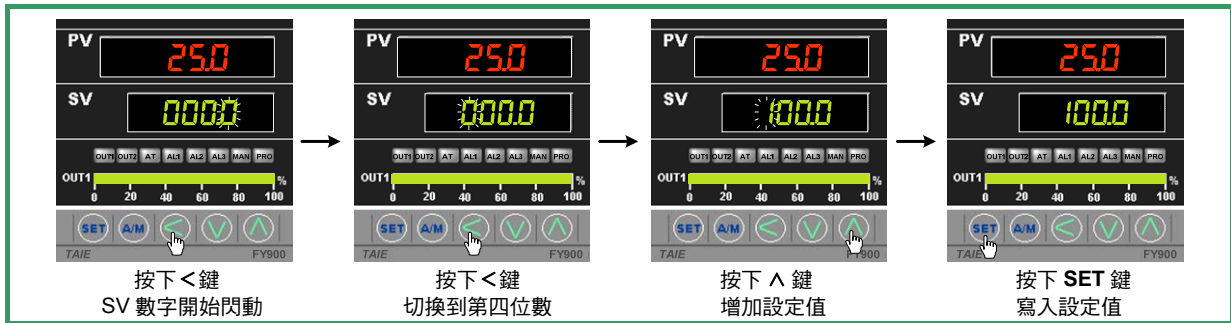 PV
25.0
SV
000.0
OUT1 OUT2 AT AL1 AL2 AL3 MAN PRO
OUT1
%
0 20 40 60 80 100
SET A/M < ∨ ∧
TAIE FY900
按下 < 鍵
SV 數字開始閃動
PV
25.0
SV
000.0
OUT1 OUT2 AT AL1 AL2 AL3 MAN PRO
OUT1
%
0 20 40 60 80 100
SET A/M < ∨ ∧
TAIE FY900
按下 < 鍵
切換到第四位數
PV
25.0
SV
100.0
OUT1 OUT2 AT AL1 AL2 AL3 MAN PRO
OUT1
%
0 20 40 60 80 100
SET A/M < ∨ ∧
TAIE FY900
按下 ∧ 鍵
增加設定值
PV
25.0
SV
100.0
OUT1 OUT2 AT AL1 AL2 AL3 MAN PRO
OUT1
%
0 20 40 60 80 100
SET A/M < ∨ ∧
TAIE FY900
按下 SET 鍵
寫入設定值